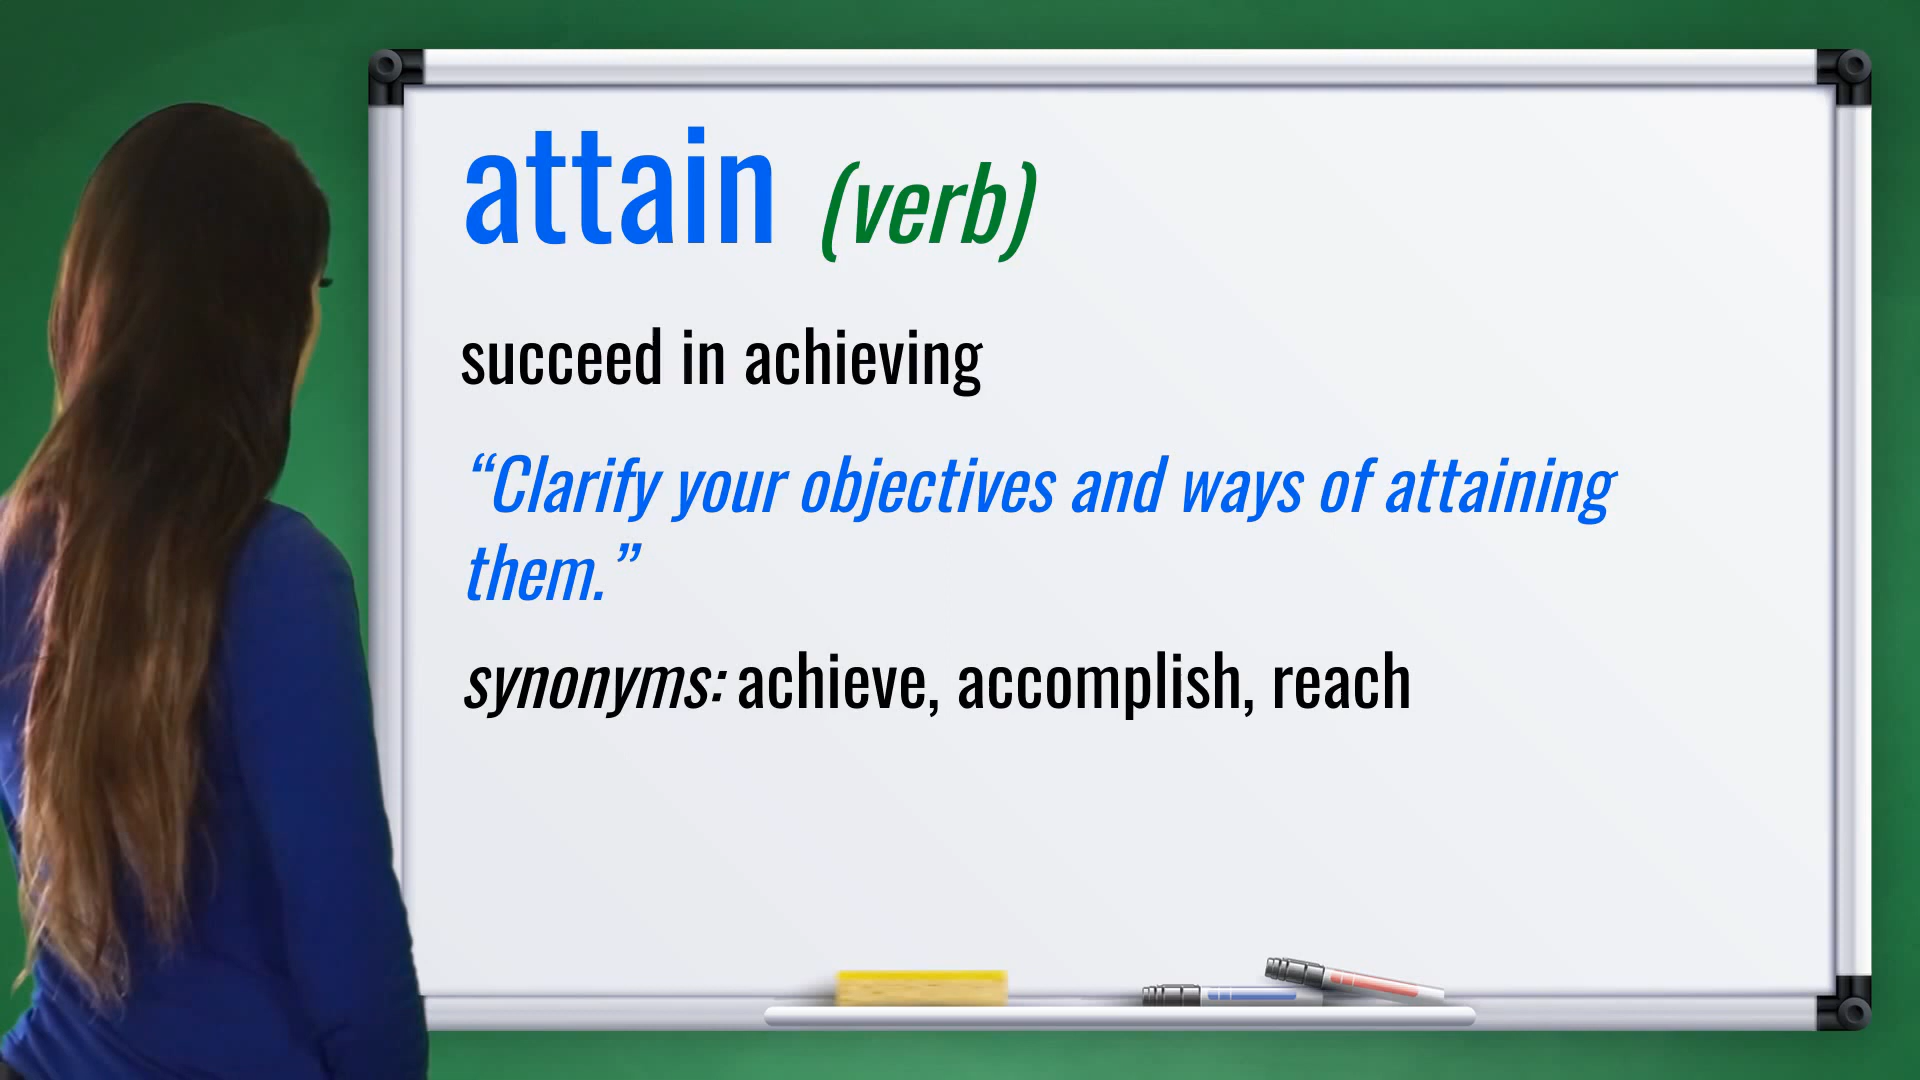 attain (verb)
succeed in achieving
“Clarify your objectives and ways of attaining
them.”
synonyms: achieve, accomplish, reach